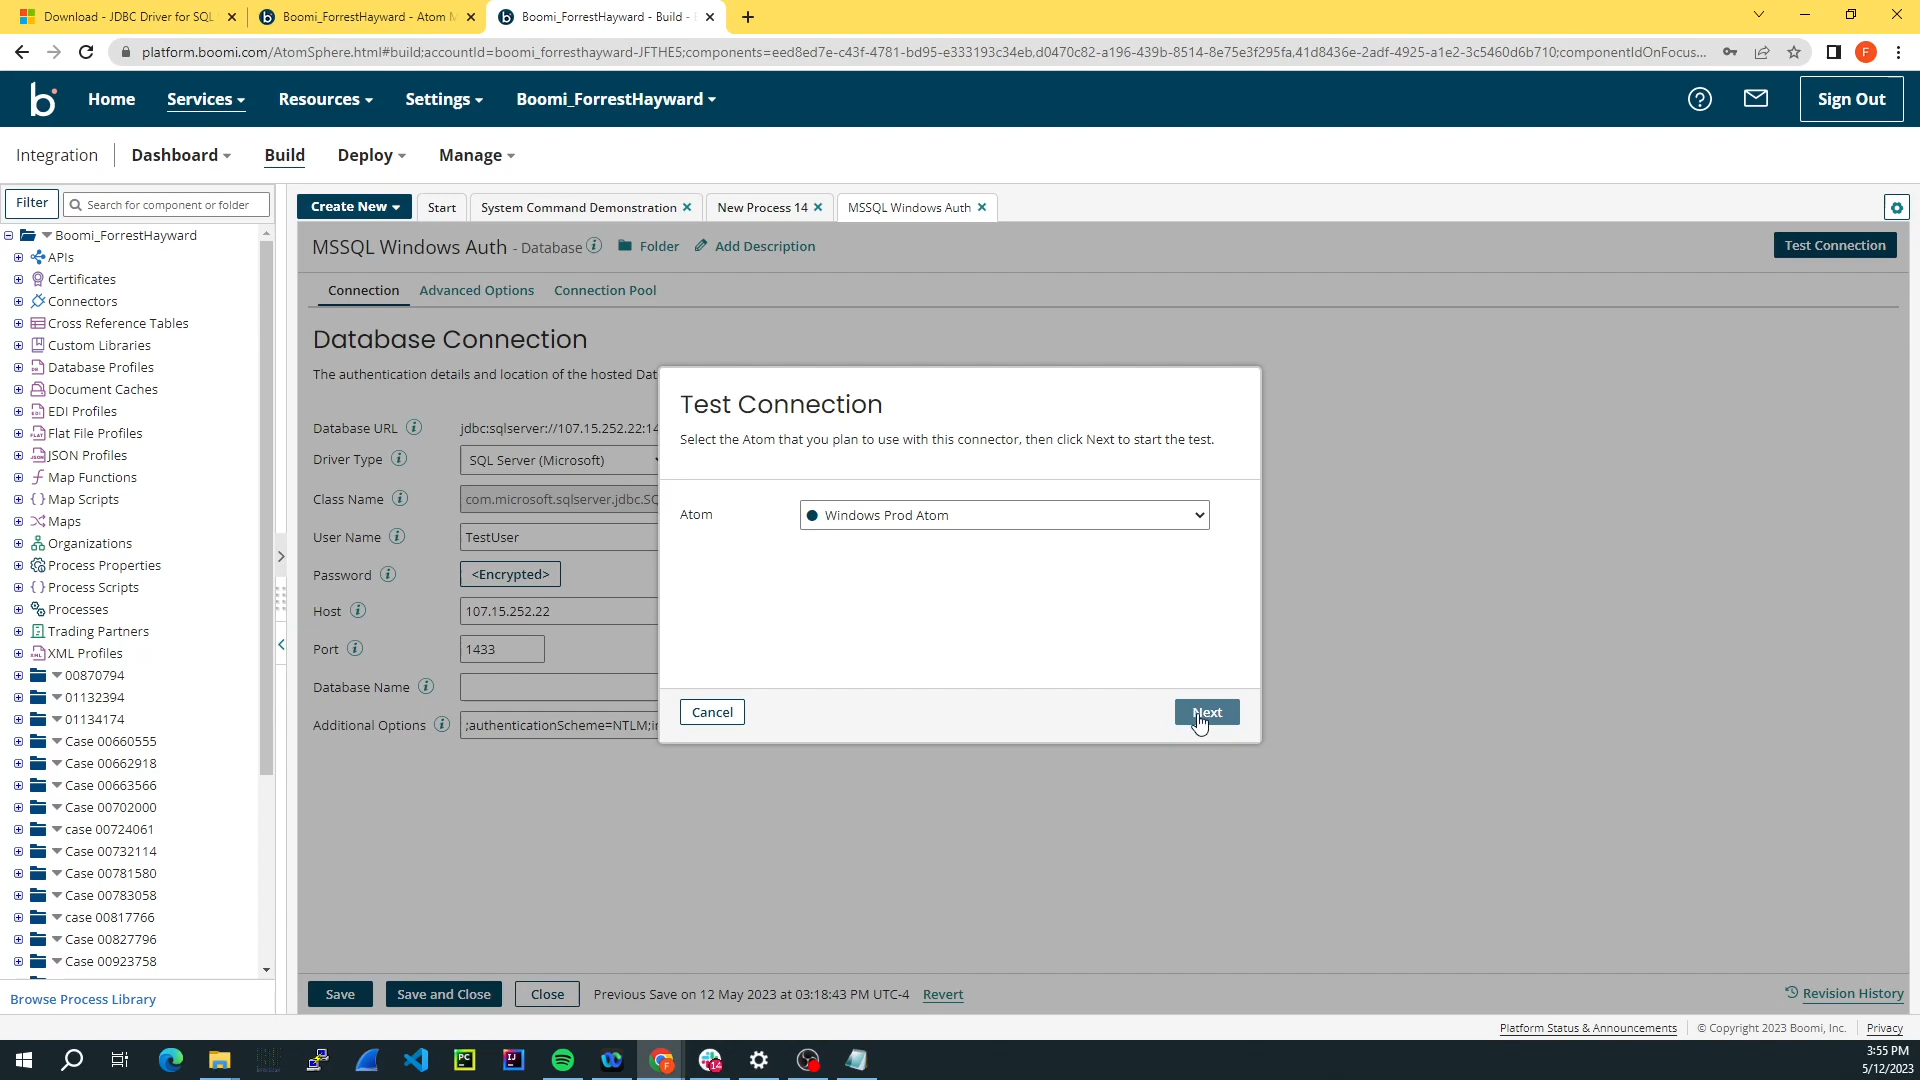 Download - JDBC Driver for SQL
Boomi_ForrestHayward - Atom M
Boomi_ForrestHayward - Build -
platform.boomi.com/AtomSphere.html#build;accountId=boomi_forresthayward-JFTHE5;components=eed8ed7e-c43f-4781-bd95-e333193c34eb,d0470c82-a196-439b-8514-8e75e3f295fa,41d8436e-2adf-4925-a1e2-3c5460d6b710;componentIdOnFocus...
F
b
Home
Services
Resources
Settings
Boomi_ForrestHayward
Sign Out
Integration
Dashboard
Build
Deploy
Manage
Filter
Search for component or folder
Create New
Start
System Command Demonstration
New Process 14
MSSQL Windows Auth
Boomi_ForrestHayward
APIs
Certificates
Connectors
Cross Reference Tables
Custom Libraries
Database Profiles
Document Caches
EDI Profiles
Flat File Profiles
JSON Profiles
Map Functions
Map Scripts
Maps
Organizations
Process Properties
Process Scripts
Processes
Trading Partners
XML Profiles
00870794
01132394
01134174
Case 00660555
Case 00662918
Case 00663566
Case 00702000
case 00724061
Case 00732114
Case 00781580
Case 00783058
case 00817766
Case 00827796
Case 00923758
Browse Process Library
MSSQL Windows Auth - Database
Folder
Add Description
Test Connection
Connection
Advanced Options
Connection Pool
Database Connection
The authentication details and location of the hosted Dat
Database URL
jdbc:sqlserver://107.15.252.22:14
Driver Type
SQL Server (Microsoft)
Class Name
com.microsoft.sqlserver.jdbc.SQ
User Name
TestUser
Password
<Encrypted>
Host
107.15.252.22
Port
1433
Database Name
Additional Options
;authenticationScheme=NTLM;i
Test Connection
Select the Atom that you plan to use with this connector, then click Next to start the test.
Atom
Windows Prod Atom
Cancel
Next
Save
Save and Close
Close
Previous Save on 12 May 2023 at 03:18:43 PM UTC-4
Revert
Revision History
Platform Status & Announcements
© Copyright 2023 Boomi, Inc.
Privacy
PC
IJ
F
14
3:55 PM
5/12/2023